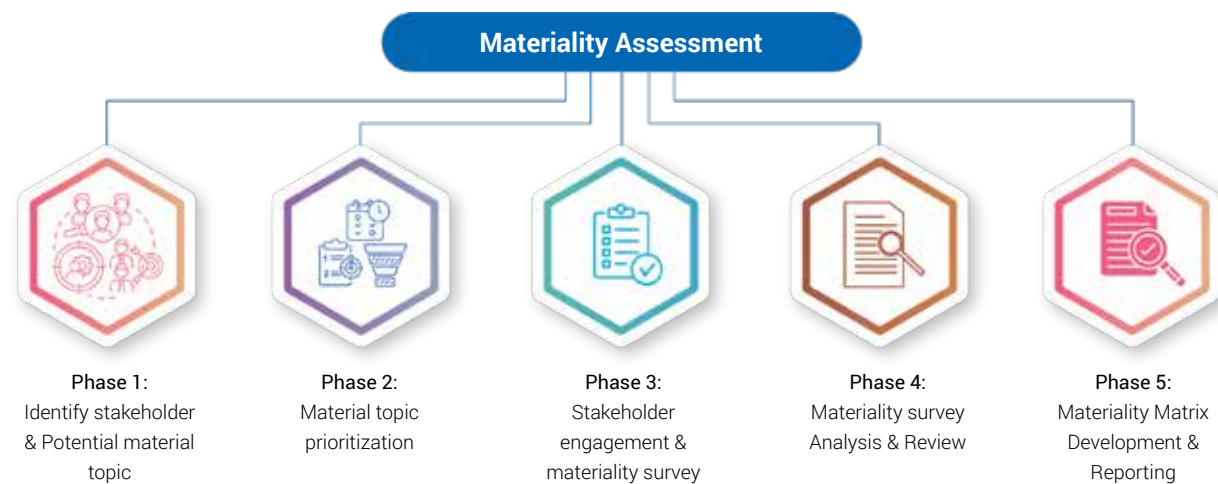 Materiality Assessment
Phase 1:
Identify stakeholder
& Potential material
topic
Phase 2:
Material topic
prioritization
Phase 3:
Stakeholder
engagement &
materiality survey
Phase 4:
Materiality survey
Analysis & Review
Phase 5:
Materiality Matrix
Development &
Reporting